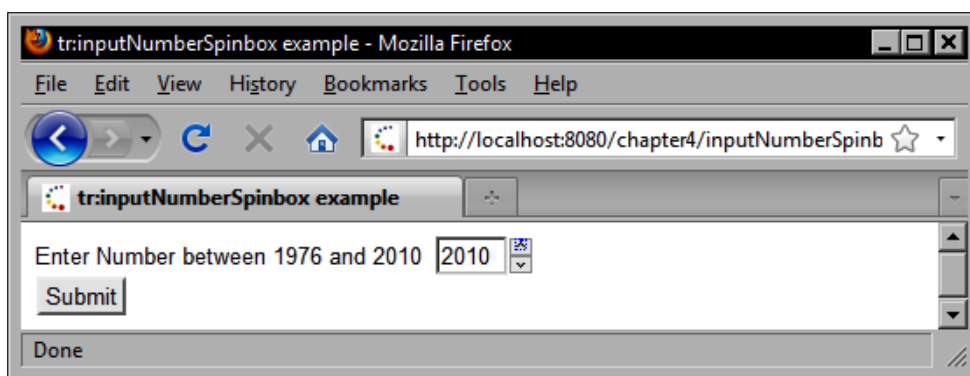 tr:inputNumberSpinbox example - Mozilla Firefox
File Edit View History Bookmarks Tools Help
http://localhost:8080/chapter4/inputNumberSpinb
tr:inputNumberSpinbox example
Enter Number between 1976 and 2010 2010
Submit
Done